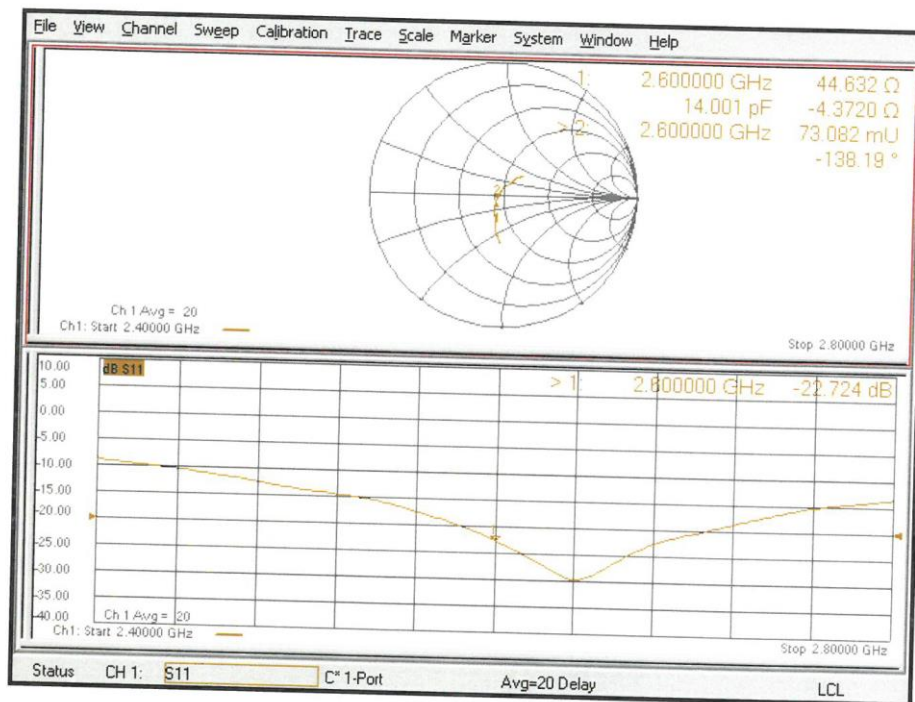 File View Channel Sweep Calibration Trace Scale Marker System Window Help
1: 2.600000 GHz 44.632 Ω
14.001 pF -4.3720 Ω
> 2: 2.600000 GHz 73.082 mU
-138.19 °
2
Ch 1 Avg = 20
Ch1: Start 2.40000 GHz
Stop 2.80000 GHz
dB S11
> 1: 2.600000 GHz -22.724 dB
10.00
5.00
0.00
-5.00
-10.00
-15.00
-20.00
-25.00
-30.00
-35.00
-40.00
1
Ch 1 Avg = 20
Ch1: Start 2.40000 GHz
Stop 2.80000 GHz
Status CH 1: S11 C* 1-Port Avg=20 Delay LCL